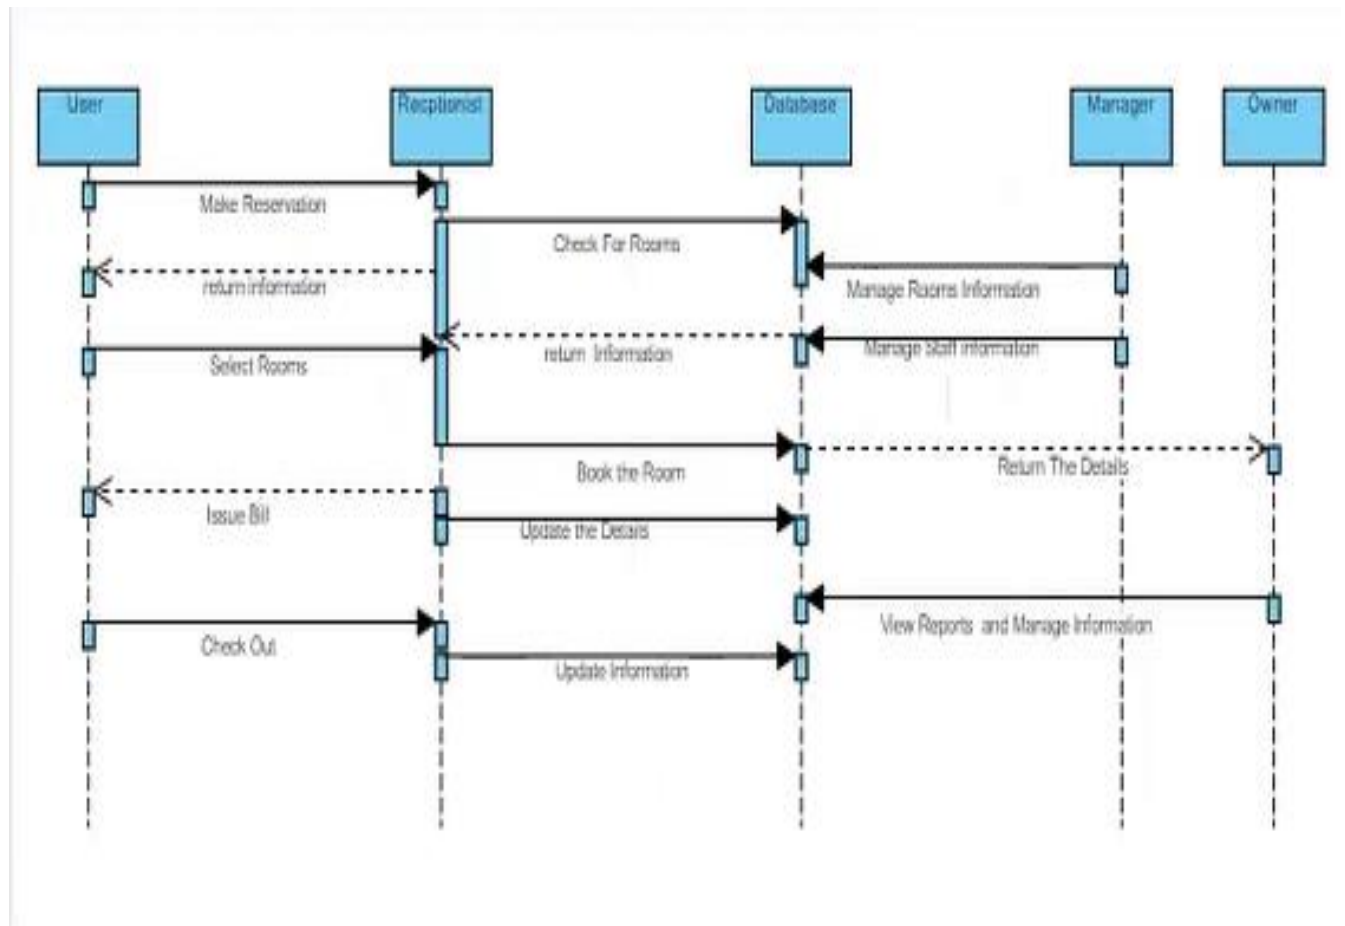 User
Recptionist
Database
Manager
Owner
Make Reservation
Check For Rooms
return information
Manage Rooms Information
return Information
Manage Staff information
Select Rooms
Book the Room
Return The Details
Issue Bill
Update the Details
View Reports and Manage Information
Check Out
Update Information